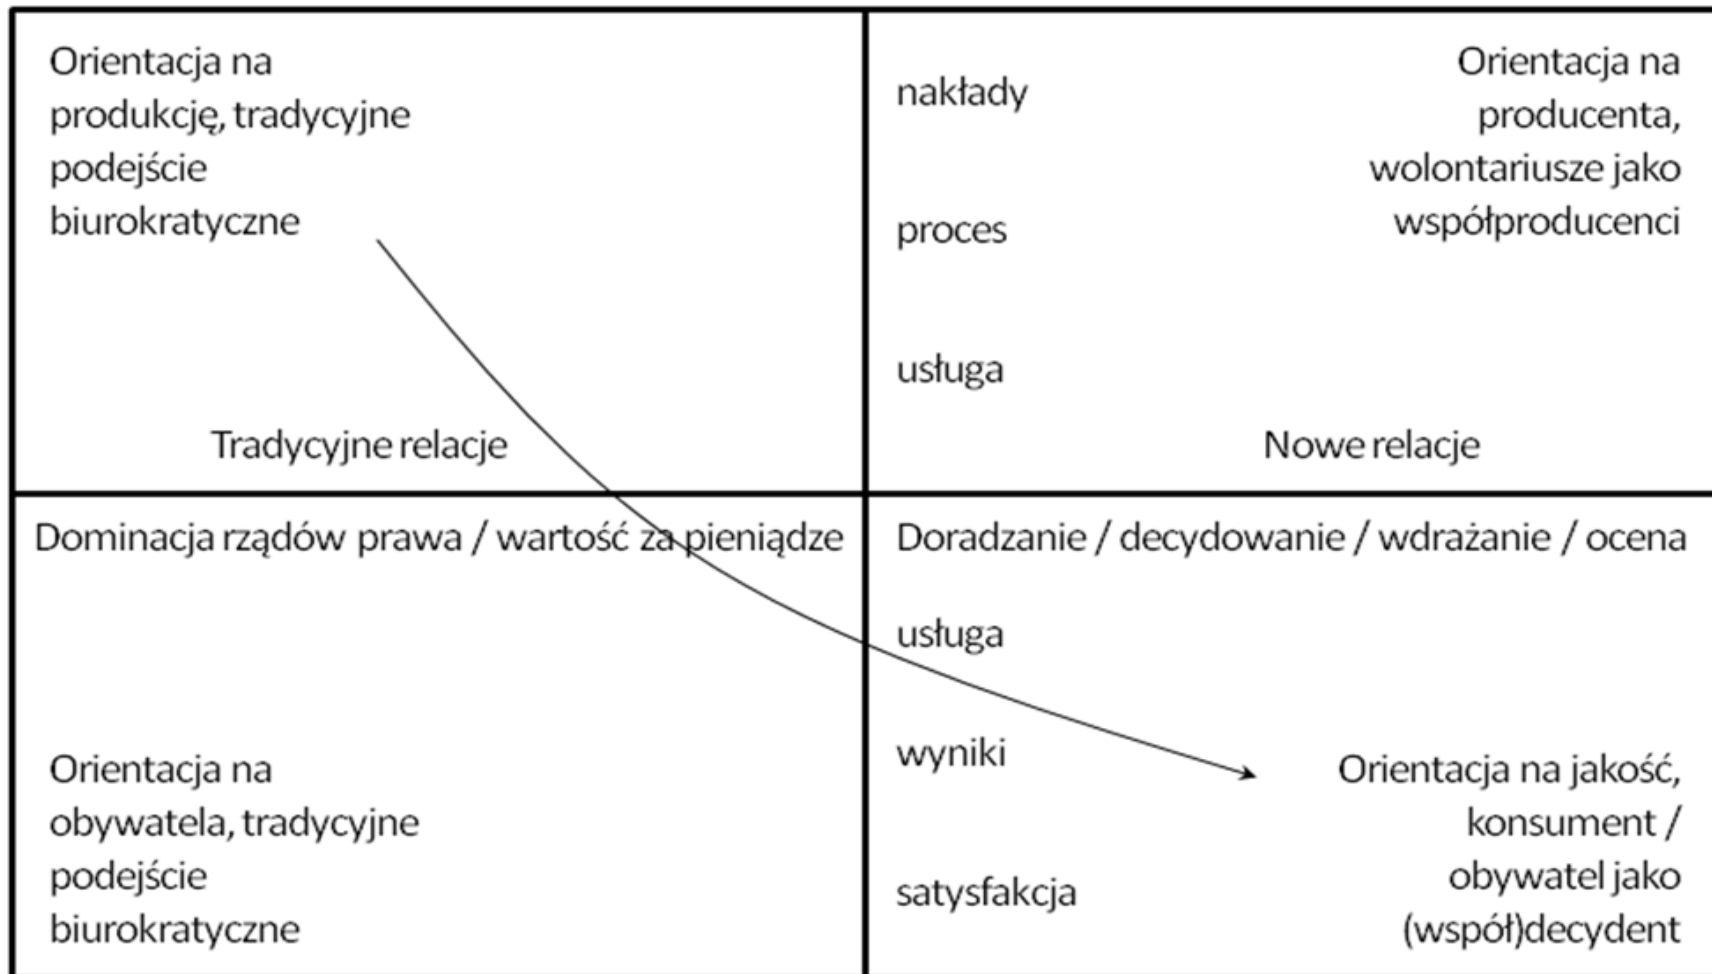 Orientacja na
produkcję, tradycyjne
podejście
biurokratyczne
Tradycyjne relacje
nakłady
proces
usługa
Orientacja na
producenta,
wolontariusze jako
współproducenci
Nowe relacje
Dominacja rządów prawa / wartość za pieniądze
Orientacja na
obywatela, tradycyjne
podejście
biurokratyczne
Doradzanie / decydowanie / wdrażanie / ocena
usługa
wyniki
satysfakcja
Orientacja na jakość,
konsument /
obywatel jako
(współ)decydent